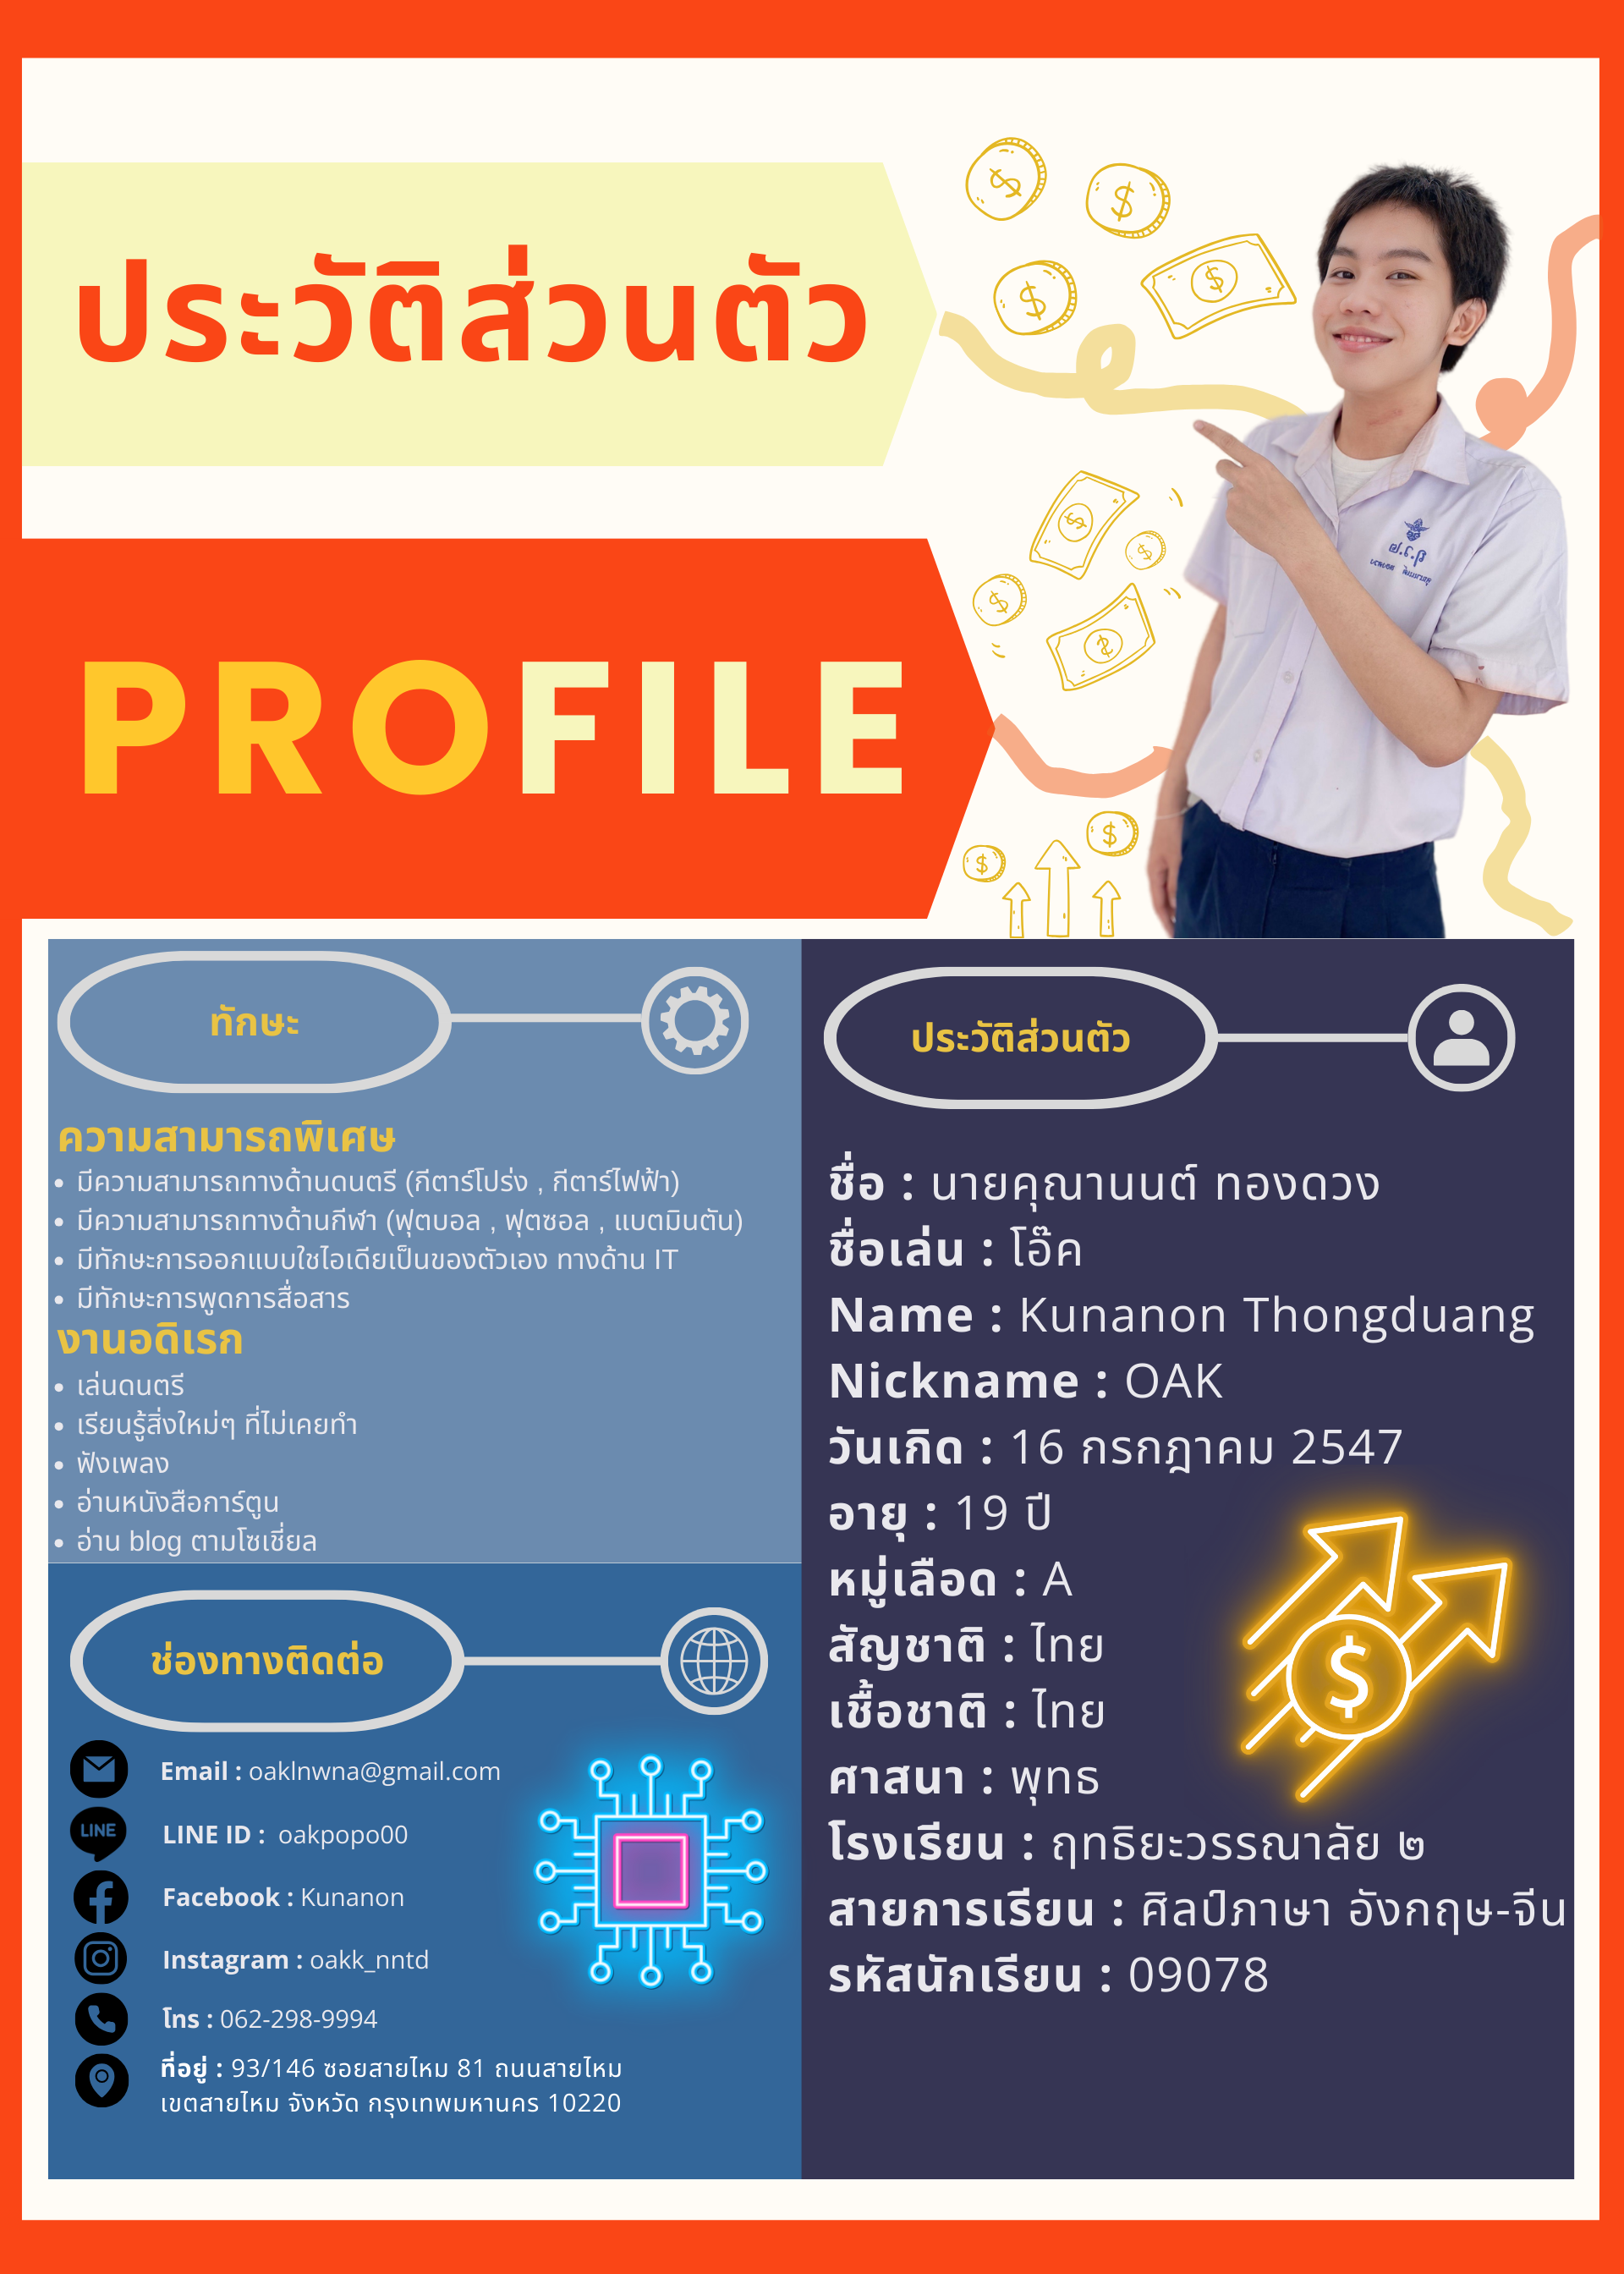 ประวัติส่วนตัว
PROFILE
ย.ว.๒
ทักษะ
ความสามารถพิเศษ
• มีความสามารถทางด้านดนตรี (กีตาร์โปร่ง , กีตาร์ไฟฟ้า)
• มีความสามารถทางด้านกีฬา (ฟุตบอล , ฟุตซอล , แบตมินตัน)
• มีทักษะการออกแบบใชไอเดียเป็นของตัวเอง ทางด้าน IT
• มีทักษะการพูดการสื่อสาร
งานอดิเรก
• เล่นดนตรี
• เรียนรู้สิ่งใหม่ๆ ที่ไม่เคยทำ
• ฟังเพลง
• อ่านหนังสือการ์ตูน
• อ่าน blog ตามโซเชี่ยล
ช่องทางติดต่อ
Email : oaklnwna@gmail.com
LINE
LINE ID : oakpopo00
Facebook : Kunanon
Instagram : oakk_nntd
โทร : 062-298-9994
ที่อยู่ : 93/146 ซอยสายไหม 81 ถนนสายไหม
เขตสายไหม จังหวัด กรุงเทพมหานคร 10220
ประวัติส่วนตัว
ชื่อ : นายคุณานนต์ ทองดวง
ชื่อเล่น : โอ๊ค
Name : Kunanon Thongduang
Nickname : OAK
วันเกิด : 16 กรกฎาคม 2547
อายุ : 19 ปี
หมู่เลือด : A
สัญชาติ : ไทย
เชื้อชาติ : ไทย
ศาสนา : พุทธ
โรงเรียน : ฤทธิยะวรรณาลัย ๒
สายการเรียน : ศิลป์ภาษา อังกฤษ-จีน
รหัสนักเรียน : 09078